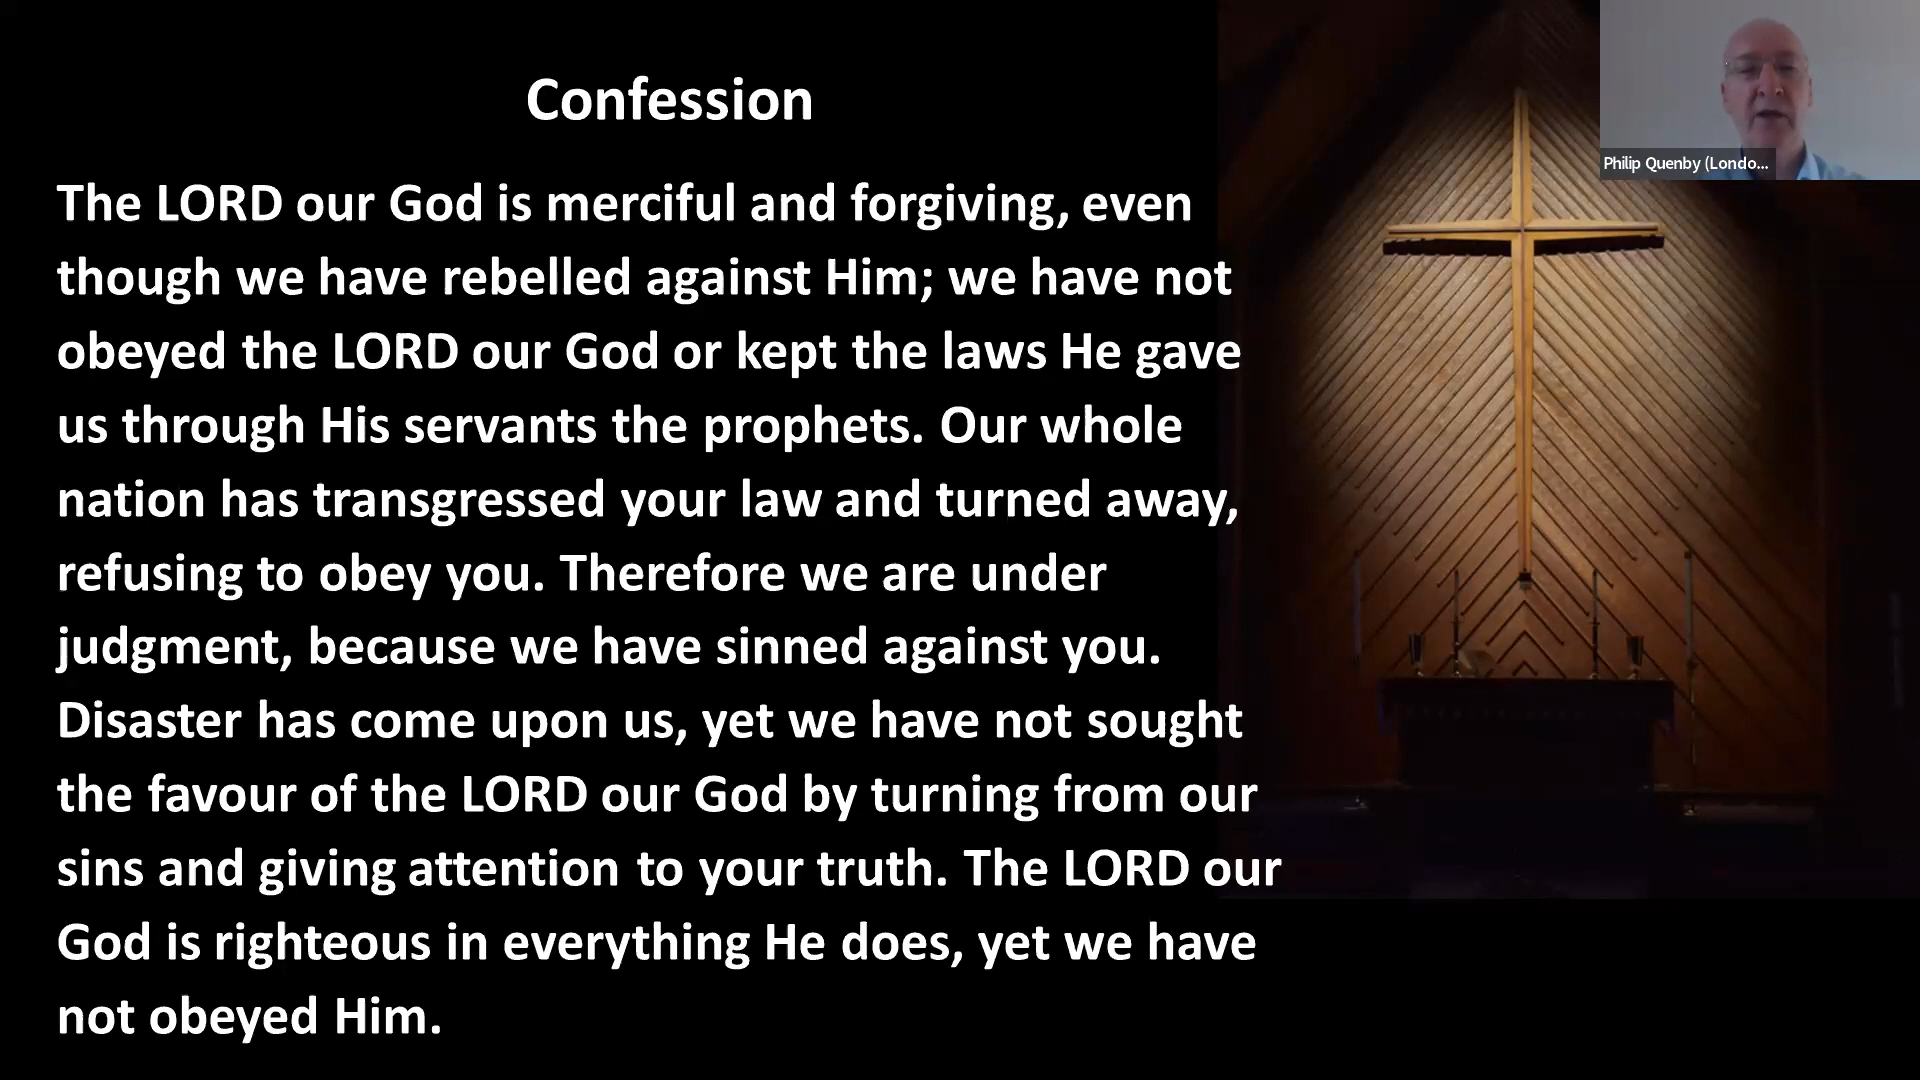 Confession
The LORD our God is merciful and forgiving, even
though we have rebelled against Him; we have not
obeyed the LORD our God or kept the laws He gave
us through His servants the prophets. Our whole
nation has transgressed your law and turned away,
refusing to obey you. Therefore we are under
judgment, because we have sinned against you.
Disaster has come upon us, yet we have not sought
the favour of the LORD our God by turning from our
sins and giving attention to your truth. The LORD our
God is righteous in everything He does, yet we have
not obeyed Him.
Philip Quenby (Londo...